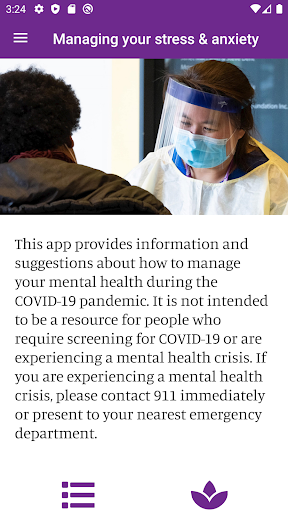 3:24
Managing your stress & anxiety
oundation Inc.
This app provides information and
suggestions about how to manage
your mental health during the
COVID-19 pandemic. It is not intended
to be a resource for people who
require screening for COVID-19 or are
experiencing a mental health crisis. If
you are experiencing a mental health
crisis, please contact 911 immediately
or present to your nearest emergency
department.